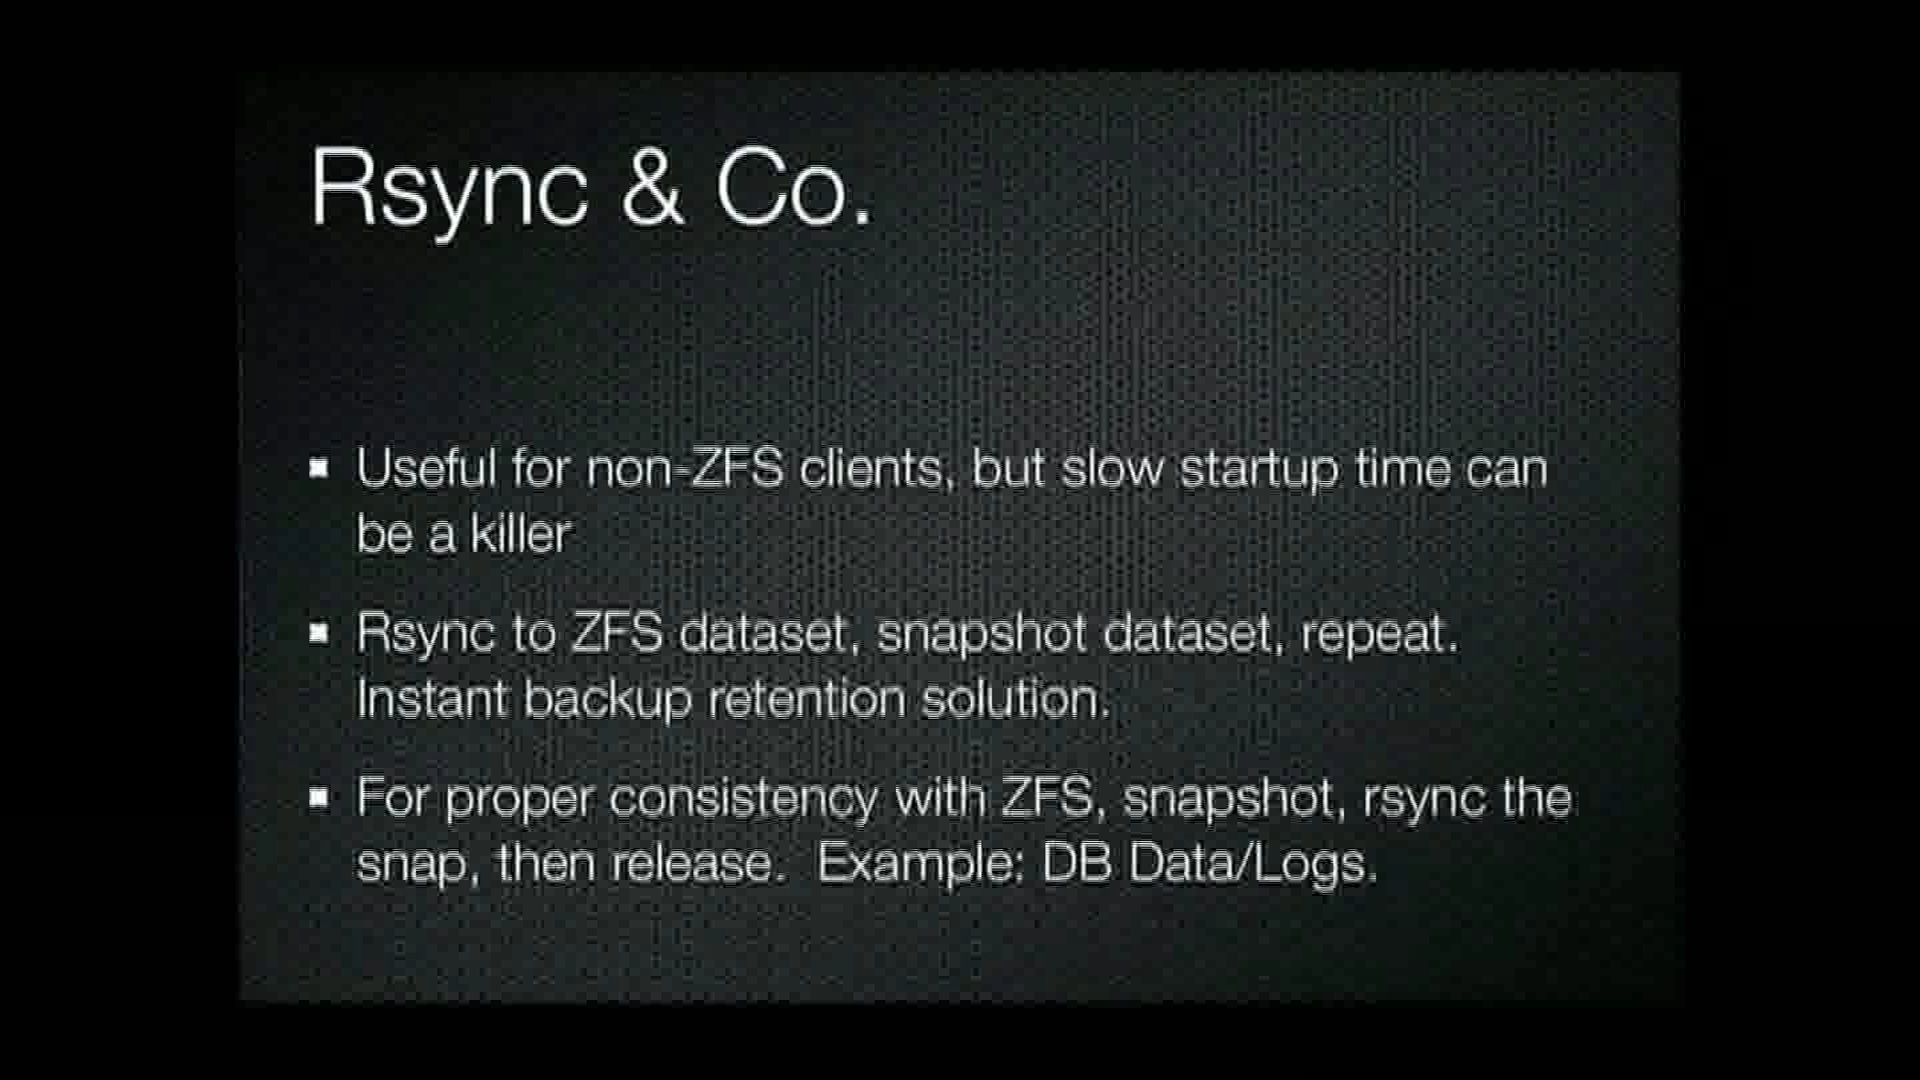 Rsync & Co.
▪ Useful for non-ZFS clients, but slow startup time can
be a killer
▪ Rsync to ZFS dataset, snapshot dataset, repeat.
Instant backup retention solution.
▪ For proper consistency with ZFS, snapshot, rsync the
snap, then release.  Example: DB Data/Logs.